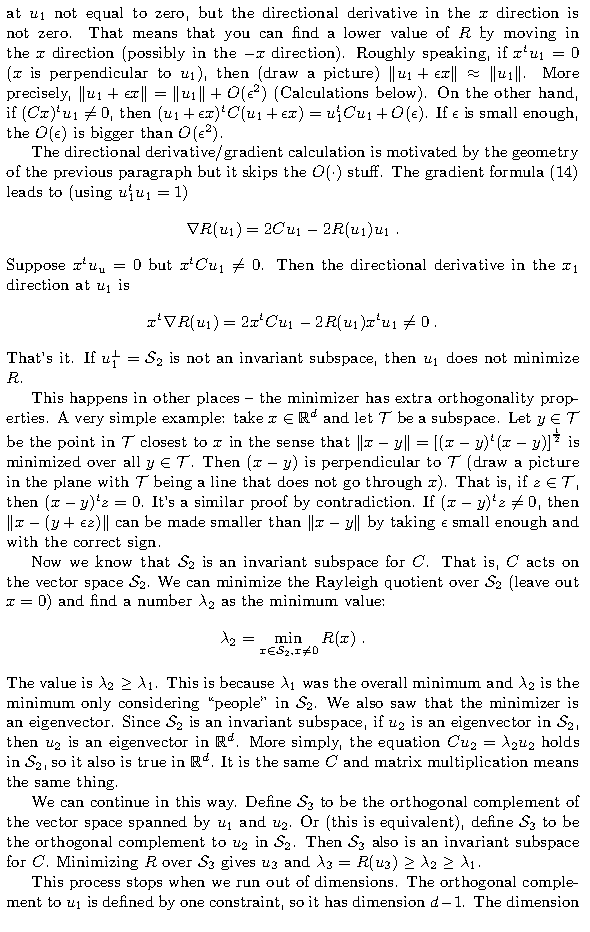 at u₁ not equal to zero, but the directional derivative in the x direction is
not zero. That means that you can find a lower value of R by moving in
the x direction (possibly in the −x direction). Roughly speaking, if xᵗu₁ = 0
(x is perpendicular to u₁), then (draw a picture) ‖u₁ + ϵx‖ ≈ ‖u₁‖. More
precisely, ‖u₁ + ϵx‖ = ‖u₁‖ + O(ϵ²) (Calculations below). On the other hand,
if (Cx)ᵗu₁ ≠ 0, then (u₁ + ϵx)ᵗC(u₁ + ϵx) = u₁ᵗCu₁ + O(ϵ). If ϵ is small enough,
the O(ϵ) is bigger than O(ϵ²).
The directional derivative/gradient calculation is motivated by the geometry
of the previous paragraph but it skips the O(·) stuff. The gradient formula (14)
leads to (using u₁ᵗu₁ = 1)
∇R(u₁) = 2Cu₁ − 2R(u₁)u₁ .
Suppose xᵗuᵤ = 0 but xᵗCu₁ ≠ 0. Then the directional derivative in the x₁
direction at u₁ is
xᵗ∇R(u₁) = 2xᵗCu₁ − 2R(u₁)xᵗu₁ ≠ 0 .
That's it. If u₁^⊥ = 𝒮₂ is not an invariant subspace, then u₁ does not minimize
R.
This happens in other places – the minimizer has extra orthogonality prop-
erties. A very simple example: take x ∈ ℝᵈ and let 𝒯 be a subspace. Let y ∈ 𝒯
be the point in 𝒯 closest to x in the sense that ‖x − y‖ = [(x − y)ᵗ(x − y)]^½ is
minimized over all y ∈ 𝒯. Then (x − y) is perpendicular to 𝒯 (draw a picture
in the plane with 𝒯 being a line that does not go through x). That is, if z ∈ 𝒯,
then (x − y)ᵗz = 0. It's a similar proof by contradiction. If (x − y)ᵗz ≠ 0, then
‖x − (y + ϵz)‖ can be made smaller than ‖x − y‖ by taking ϵ small enough and
with the correct sign.
Now we know that 𝒮₂ is an invariant subspace for C. That is, C acts on
the vector space 𝒮₂. We can minimize the Rayleigh quotient over 𝒮₂ (leave out
x = 0) and find a number λ₂ as the minimum value:
λ₂ = min_{x∈𝒮₂,x≠0} R(x) .
The value is λ₂ ≥ λ₁. This is because λ₁ was the overall minimum and λ₂ is the
minimum only considering “people” in 𝒮₂. We also saw that the minimizer is
an eigenvector. Since 𝒮₂ is an invariant subspace, if u₂ is an eigenvector in 𝒮₂,
then u₂ is an eigenvector in ℝᵈ. More simply, the equation Cu₂ = λ₂u₂ holds
in 𝒮₂, so it also is true in ℝᵈ. It is the same C and matrix multiplication means
the same thing.
We can continue in this way. Define 𝒮₃ to be the orthogonal complement of
the vector space spanned by u₁ and u₂. Or (this is equivalent), define 𝒮₃ to be
the orthogonal complement to u₂ in 𝒮₂. Then 𝒮₃ also is an invariant subspace
for C. Minimizing R over 𝒮₃ gives u₃ and λ₃ = R(u₃) ≥ λ₂ ≥ λ₁.
This process stops when we run out of dimensions. The orthogonal comple-
ment to u₁ is defined by one constraint, so it has dimension d−1. The dimension